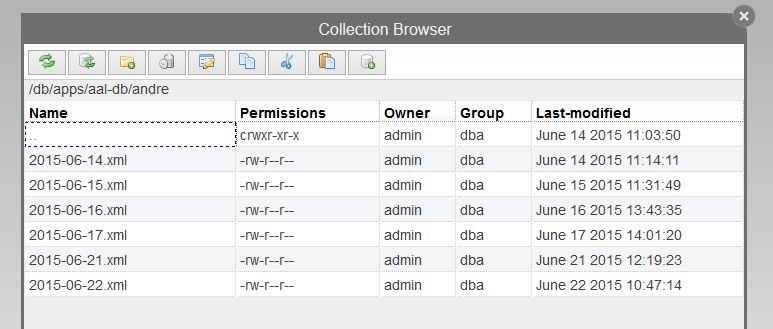 Collection Browser
/db/apps/aal-db/andre
Name Permissions Owner Group Last-modified
.. crwxr-xr-x admin dba June 14 2015 11:03:50
2015-06-14.xml -rw-r--r-- admin dba June 14 2015 11:14:11
2015-06-15.xml -rw-r--r-- admin dba June 15 2015 11:31:49
2015-06-16.xml -rw-r--r-- admin dba June 16 2015 13:43:35
2015-06-17.xml -rw-r--r-- admin dba June 17 2015 14:01:20
2015-06-21.xml -rw-r--r-- admin dba June 21 2015 12:19:23
2015-06-22.xml -rw-r--r-- admin dba June 22 2015 10:47:14